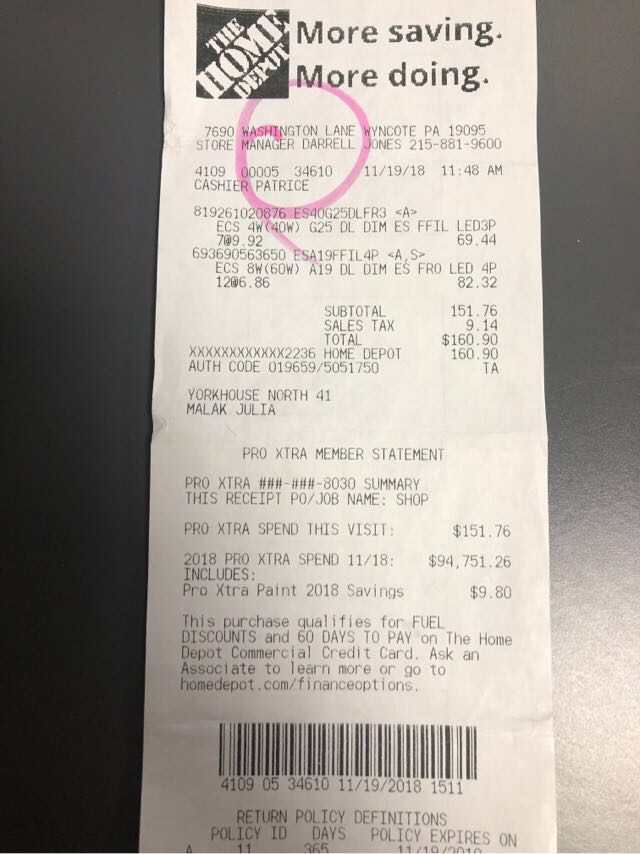 THE
HOME
DEPOT
More saving.
More doing.
7690 WASHINGTON LANE WYNCOTE PA 19095
STORE MANAGER DARRELL JONES 215-881-9600
4109 00005 34610 11/19/18 11:48 AM
CASHIER PATRICE
819261020876 ES40G25DLFR3 <A>
ECS 4W(40W) G25 DL DIM ES FFIL LED3P
7@9.92 69.44
693690563650 ESA19FFIL4P <A,S>
ECS 8W(60W) A19 DL DIM ES FRO LED 4P
12@6.86 82.32
SUBTOTAL 151.76
SALES TAX 9.14
TOTAL $160.90
XXXXXXXXXXXX2236 HOME DEPOT 160.90
AUTH CODE 019659/5051750 TA
YORKHOUSE NORTH 41
MALAK JULIA
PRO XTRA MEMBER STATEMENT
PRO XTRA ###-###-8030 SUMMARY
THIS RECEIPT PO/JOB NAME: SHOP
PRO XTRA SPEND THIS VISIT: $151.76
2018 PRO XTRA SPEND 11/18: $94,751.26
INCLUDES:
Pro Xtra Paint 2018 Savings $9.80
This purchase qualifies for FUEL
DISCOUNTS and 60 DAYS TO PAY on The Home
Depot Commercial Credit Card. Ask an
Associate to learn more or go to
homedepot.com/financeoptions.
4109 05 34610 11/19/2018 1511
RETURN POLICY DEFINITIONS
POLICY ID DAYS POLICY EXPIRES ON
A 11 365 11/19/2019